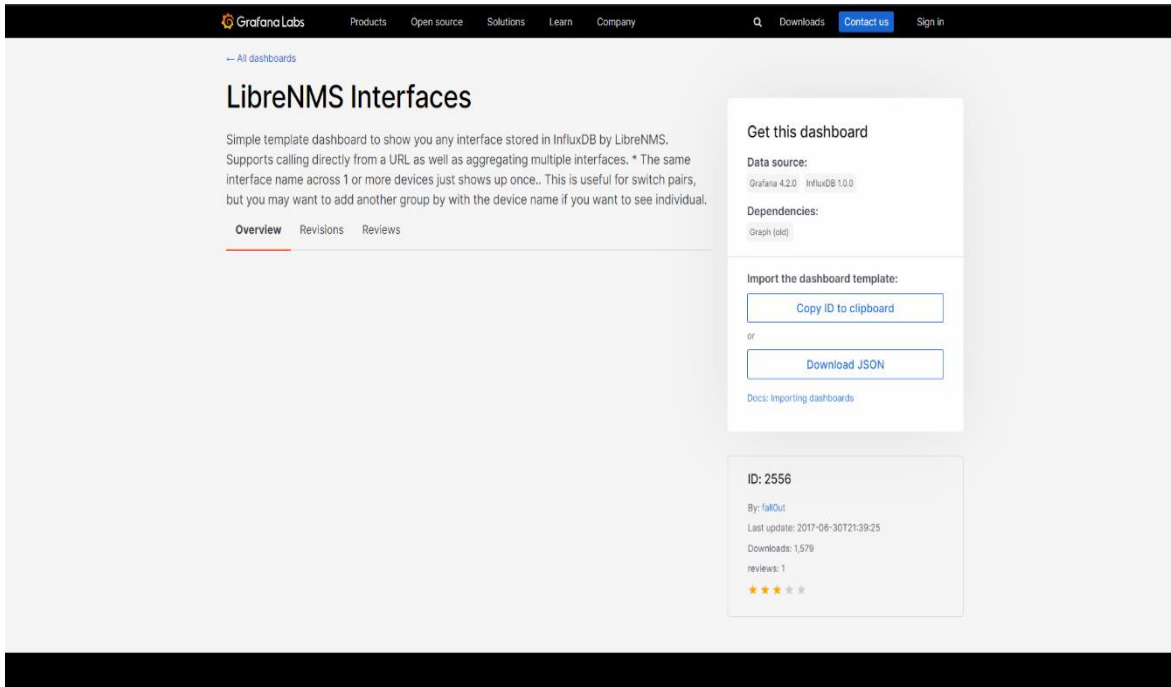 Grafana Labs Products Open source Solutions Learn Company Downloads Contact us Sign in
← All dashboards
LibreNMS Interfaces
Simple template dashboard to show you any interface stored in InfluxDB by LibreNMS.
Supports calling directly from a URL as well as aggregating multiple interfaces. * The same
interface name across 1 or more devices just shows up once.. This is useful for switch pairs,
but you may want to add another group by with the device name if you want to see individual.
Overview Revisions Reviews
Get this dashboard
Data source:
Grafana 4.2.0 InfluxDB 1.0.0
Dependencies:
Graph (old)
Import the dashboard template:
Copy ID to clipboard
or
Download JSON
Docs: Importing dashboards
ID: 2556
By: fall0ut
Last update: 2017-06-30T21:39:25
Downloads: 1,579
reviews: 1